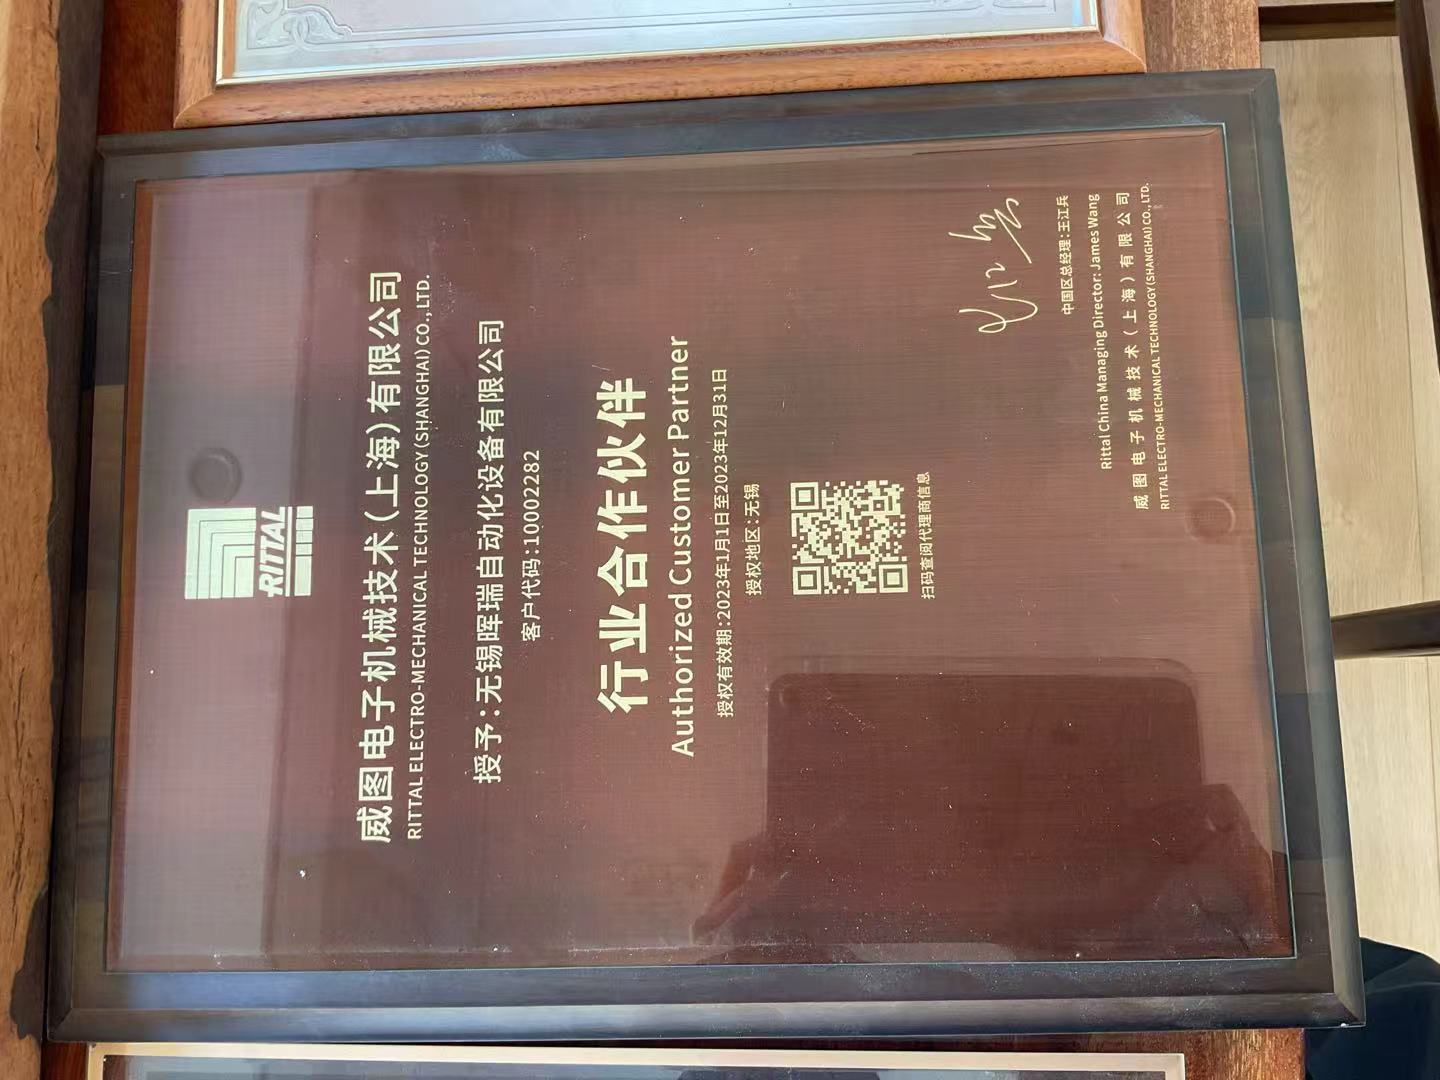 RITTAL
威图电子机械技术（上海）有限公司
RITTAL ELECTRO-MECHANICAL TECHNOLOGY (SHANGHAI) CO., LTD.
授予：无锡晖瑞自动化设备有限公司
客户代码:10002282
行业合作伙伴
Authorized Customer Partner
授权有效期:2023年1月1日至2023年12月31日
授权地区：无锡
扫码查阅代理商信息
中国区总经理：王江兵
Rittal China Managing Director: James Wang
威图电子机械技术（上海）有限公司
RITTAL ELECTRO-MECHANICAL TECHNOLOGY (SHANGHAI) CO., LTD.